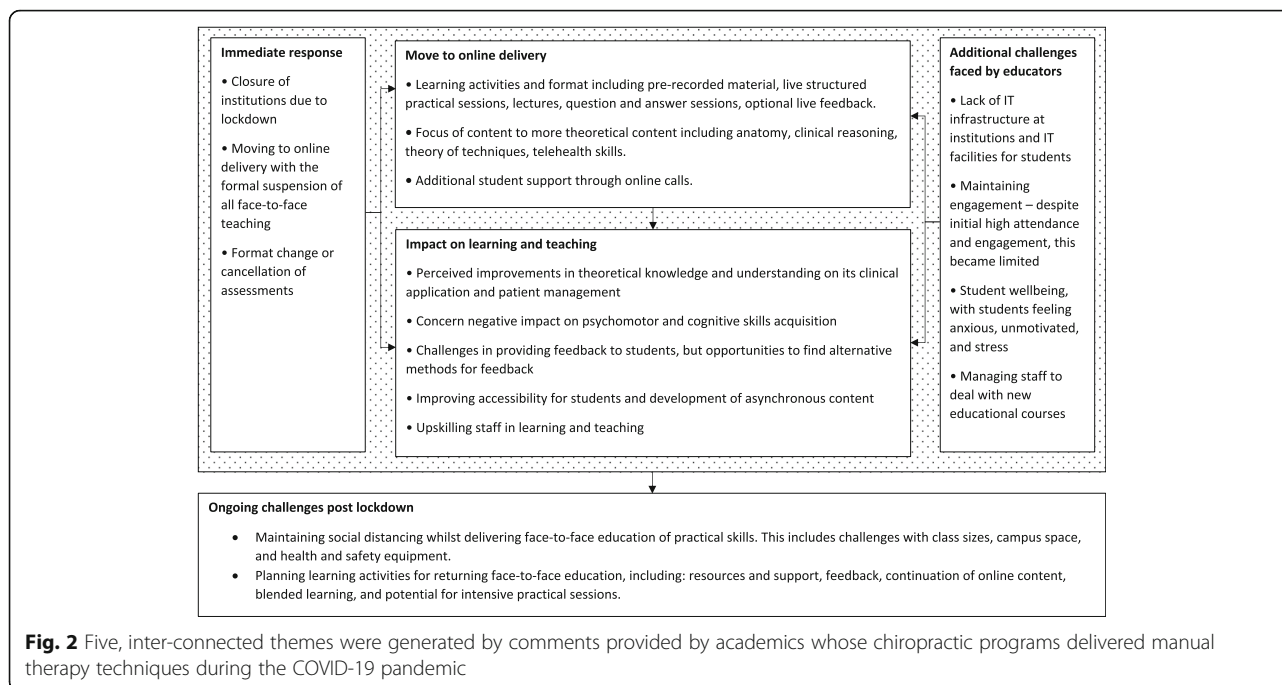 Immediate response
• Closure of
institutions due to
lockdown
• Moving to online
delivery with the
formal suspension of
all face-to-face
teaching
• Format change or
cancellation of
assessments
Move to online delivery
• Learning activities and format including pre-recorded material, live structured
practical sessions, lectures, question and answer sessions, optional live feedback.
• Focus of content to more theoretical content including anatomy, clinical reasoning,
theory of techniques, telehealth skills.
• Additional student support through online calls.
Impact on learning and teaching
• Perceived improvements in theoretical knowledge and understanding on its clinical
application and patient management
• Concern negative impact on psychomotor and cognitive skills acquisition
• Challenges in providing feedback to students, but opportunities to find alternative
methods for feedback
• Improving accessibility for students and development of asynchronous content
• Upskilling staff in learning and teaching
Additional challenges
faced by educators
• Lack of IT
infrastructure at
institutions and IT
facilities for students
• Maintaining
engagement – despite
initial high attendance
and engagement, this
became limited
• Student wellbeing,
with students feeling
anxious, unmotivated,
and stress
• Managing staff to
deal with new
educational courses
Ongoing challenges post lockdown
• Maintaining social distancing whilst delivering face-to-face education of practical skills. This includes challenges with class sizes, campus space,
and health and safety equipment.
• Planning learning activities for returning face-to-face education, including: resources and support, feedback, continuation of online content,
blended learning, and potential for intensive practical sessions.
Fig. 2 Five, inter-connected themes were generated by comments provided by academics whose chiropractic programs delivered manual
therapy techniques during the COVID-19 pandemic